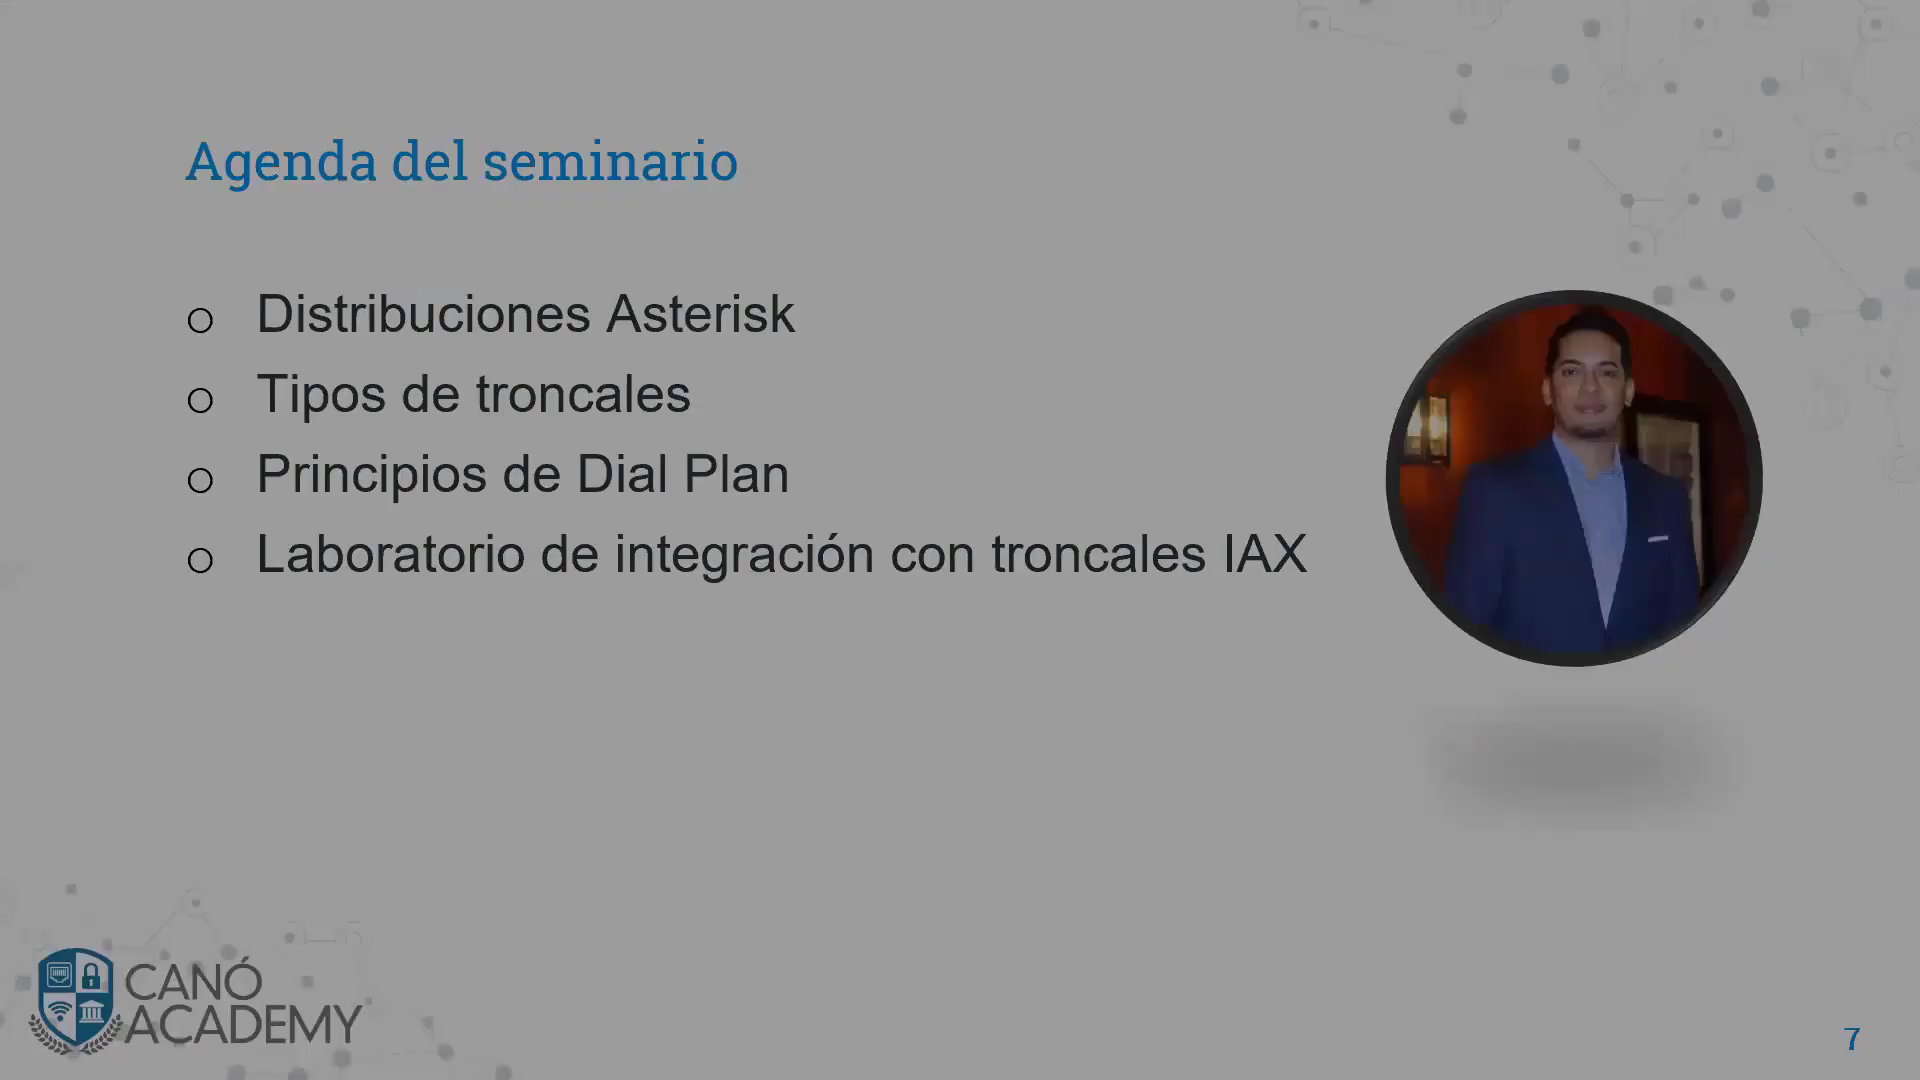 Agenda del seminario
o Distribuciones Asterisk
o Tipos de troncales
o Principios de Dial Plan
o Laboratorio de integración con troncales IAX
CANÓ
ACADEMY
7